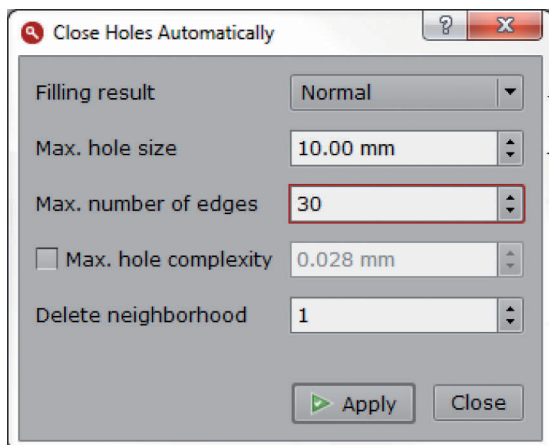 Close Holes Automatically
Filling result Normal
Max. hole size 10.00 mm
Max. number of edges 30
Max. hole complexity 0.028 mm
Delete neighborhood 1
Apply Close